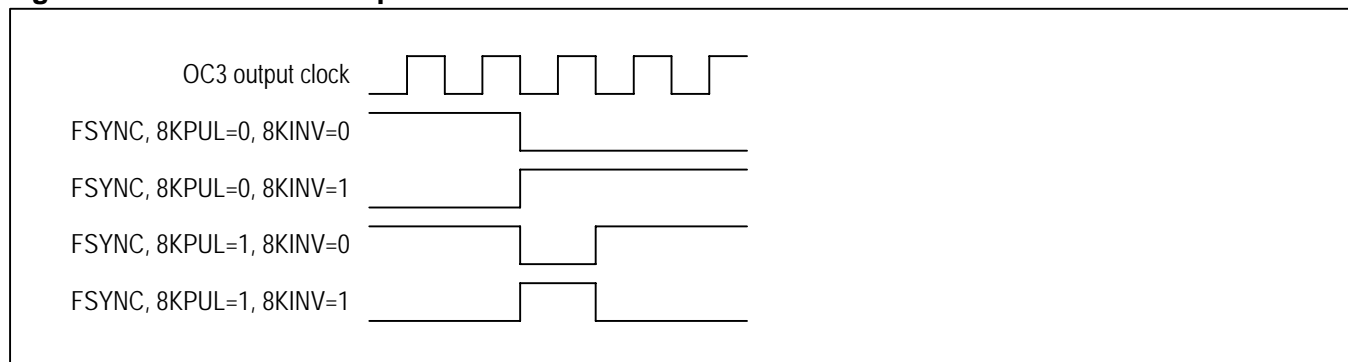 OC3 output clock
FSYNC, 8KPUL=0, 8KINV=0
FSYNC, 8KPUL=0, 8KINV=1
FSYNC, 8KPUL=1, 8KINV=0
FSYNC, 8KPUL=1, 8KINV=1